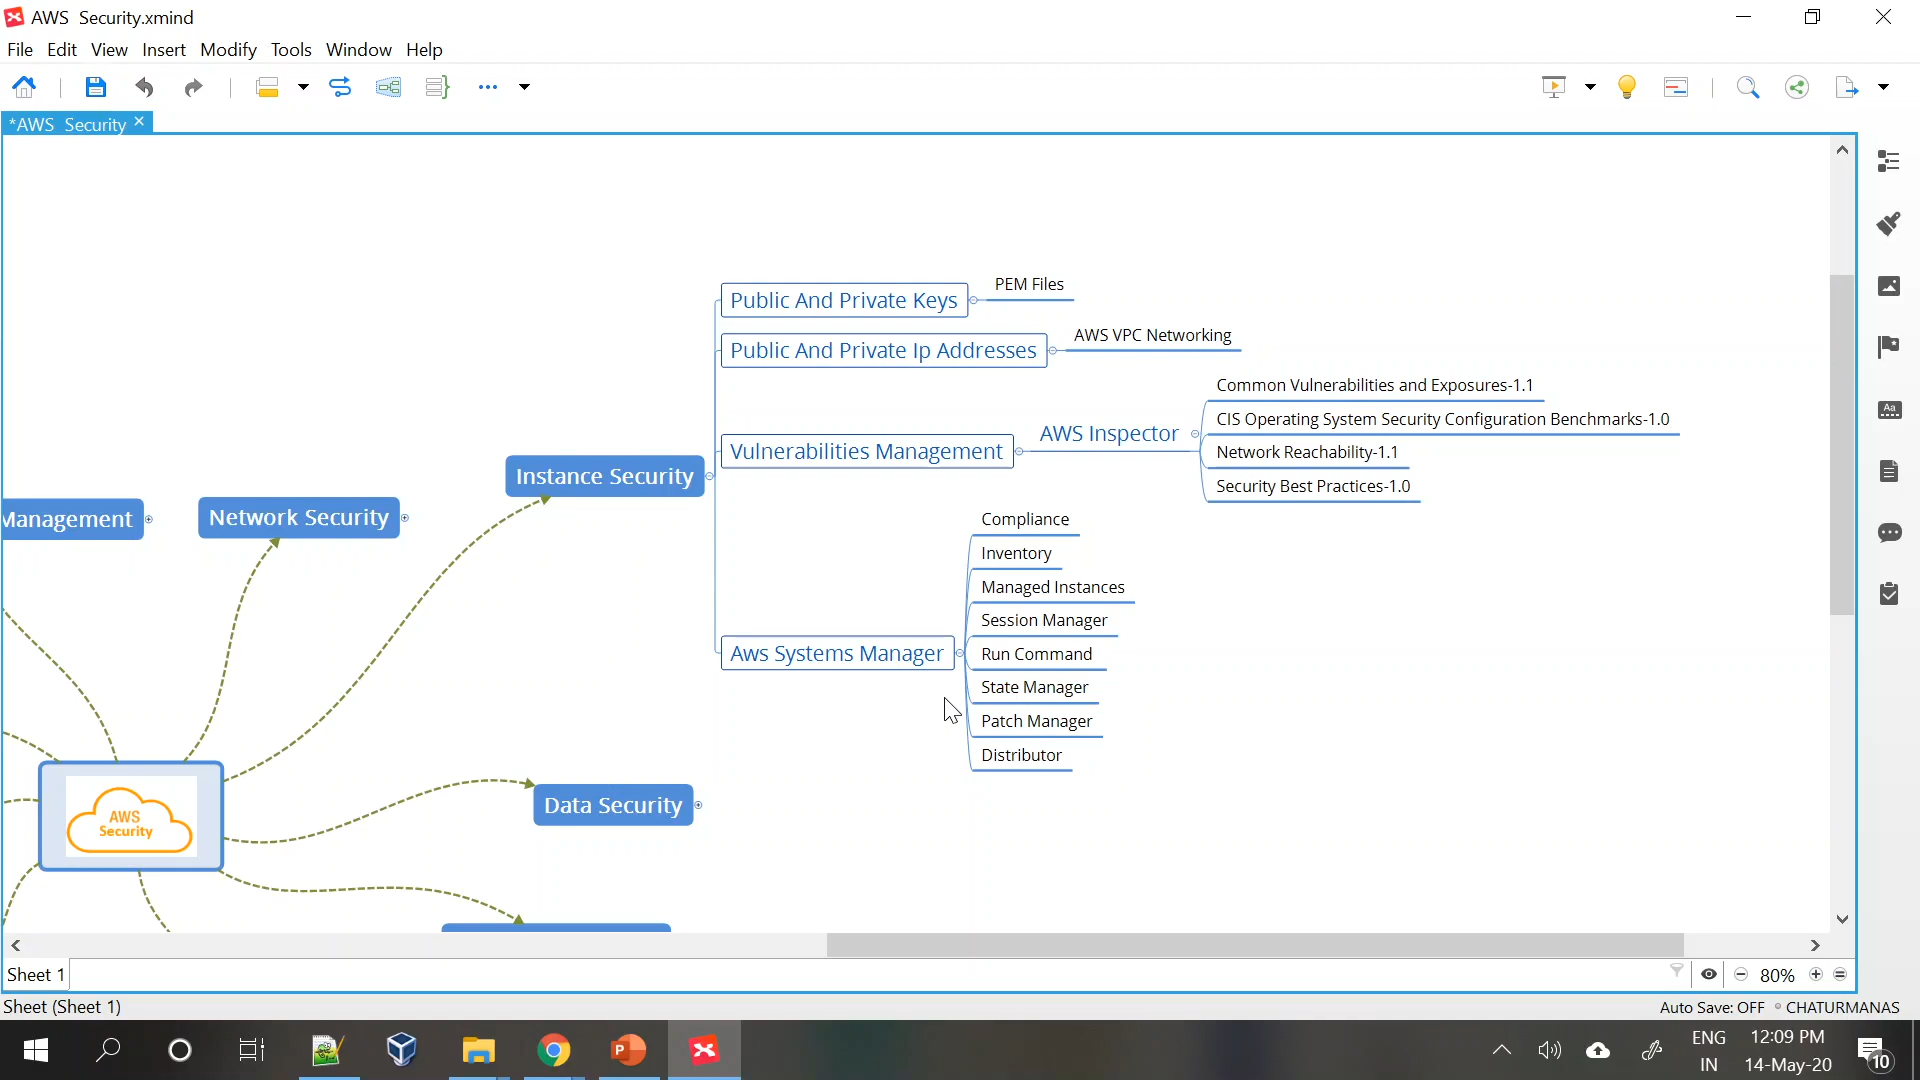 AWS Security.xmind
File Edit View Insert Modify Tools Window Help
*AWS Security
Public And Private Keys
PEM Files
Public And Private Ip Addresses
AWS VPC Networking
Vulnerabilities Management
AWS Inspector
Common Vulnerabilities and Exposures-1.1
CIS Operating System Security Configuration Benchmarks-1.0
Network Reachability-1.1
Security Best Practices-1.0
Instance Security
Management
Network Security
Aws Systems Manager
Compliance
Inventory
Managed Instances
Session Manager
Run Command
State Manager
Patch Manager
Distributor
AWS
Security
Data Security
Sheet 1
80%
Sheet (Sheet 1)
Auto Save: OFF
CHATURMANAS
ENG
IN
12:09 PM
14-May-20
10